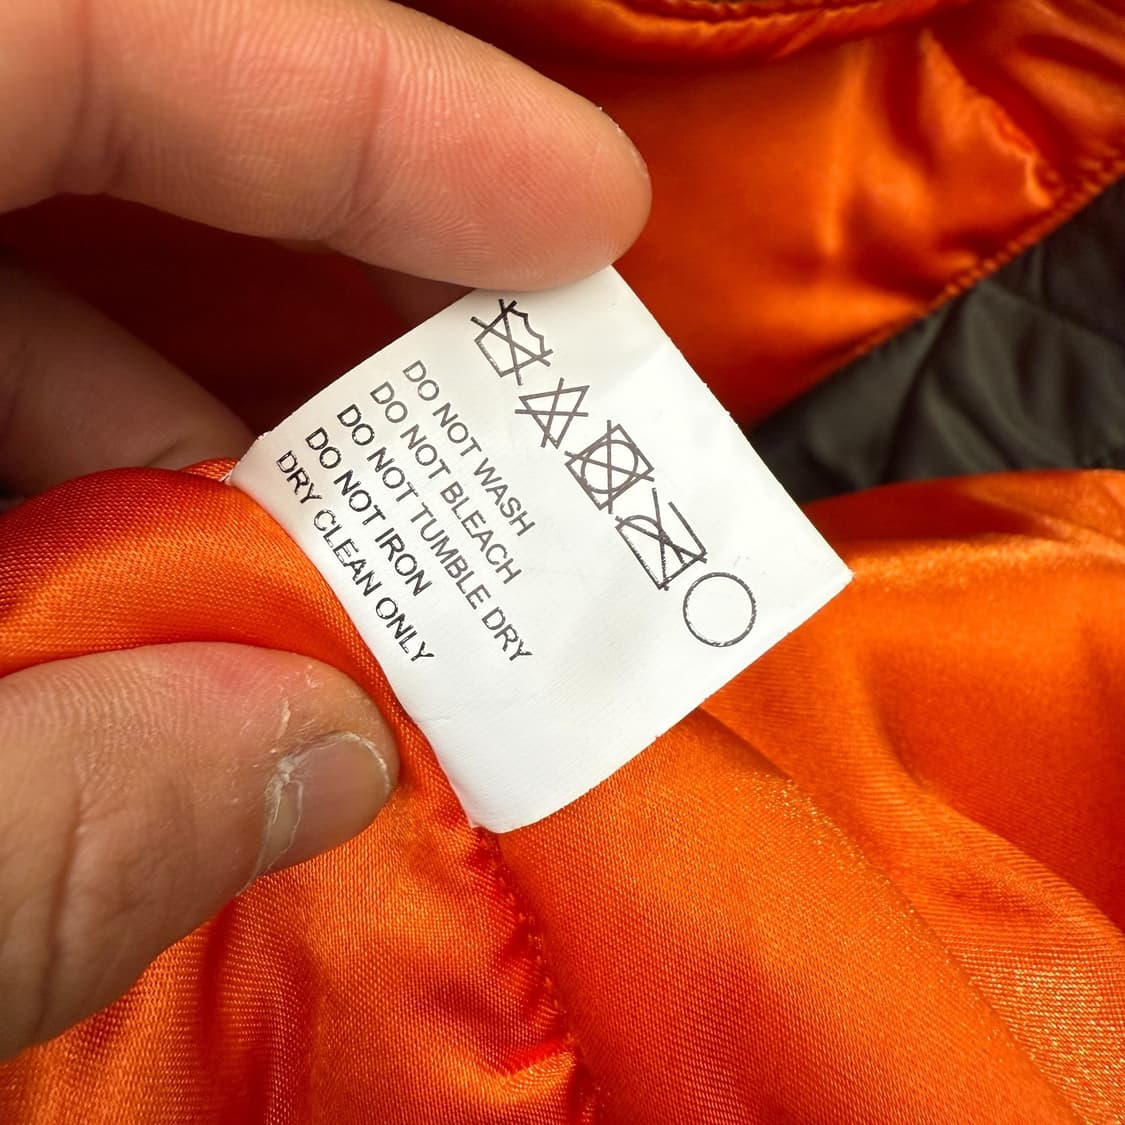 DO NOT WASH
DO NOT BLEACH
DO NOT TUMBLE DRY
DO NOT IRON
DRY CLEAN ONLY